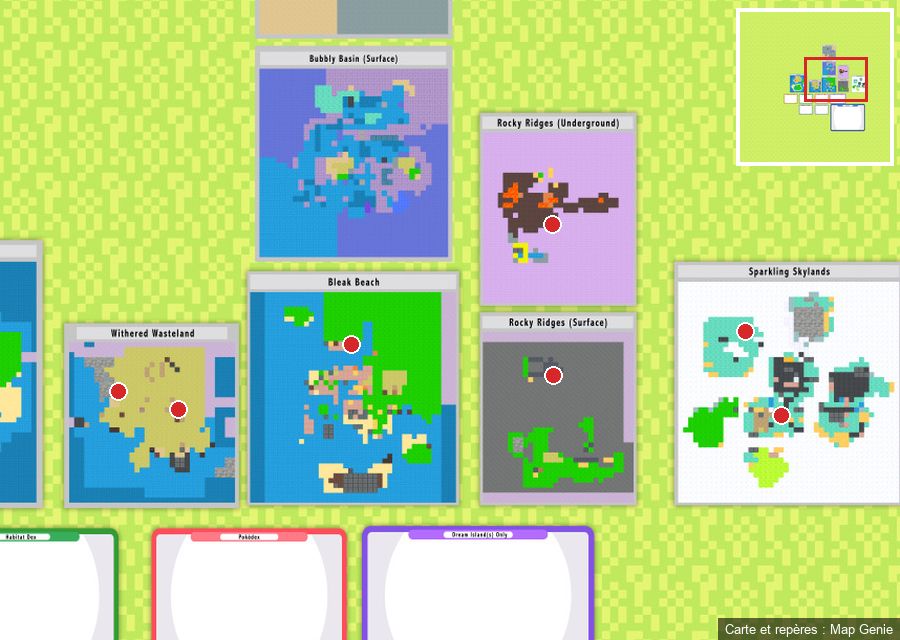 Bubbly Basin (Surface)
Rocky Ridges (Underground)
Sparkling Skylands
Bleak Beach
Withered Wasteland
Rocky Ridges (Surface)
Habitat Dex
Pokédex
Dream Island(s) Only
Carte et repères : Map Genie